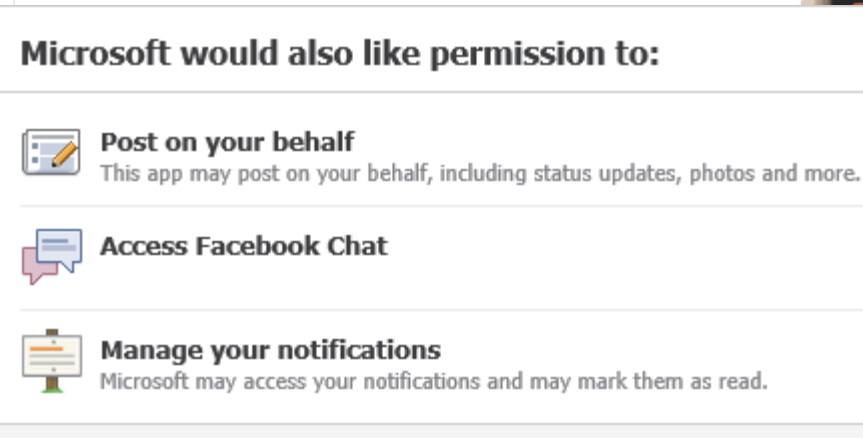 Microsoft would also like permission to:
Post on your behalf
This app may post on your behalf, including status updates, photos and more.
Access Facebook Chat
Manage your notifications
Microsoft may access your notifications and may mark them as read.